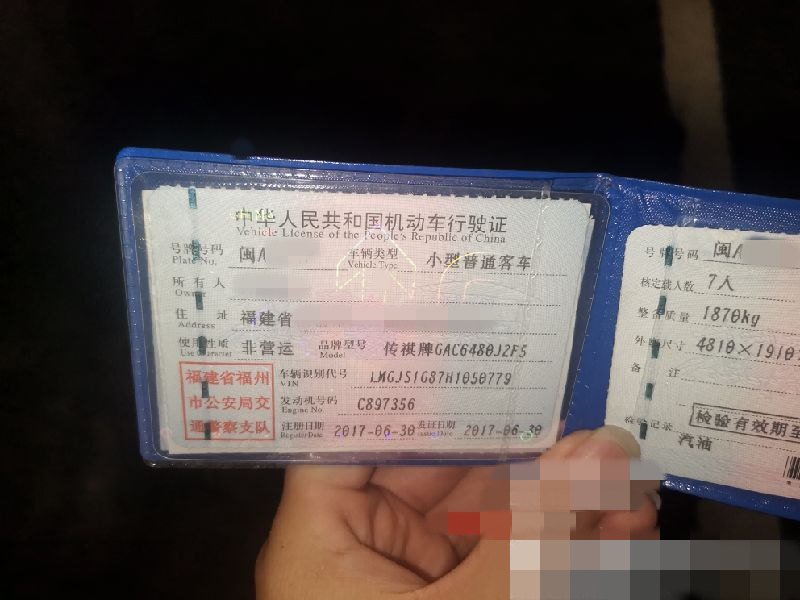 中华人民共和国机动车行驶证
Vehicle License of the People's Republic of China
号牌号码 闽A 车辆类型 小型普通客车
Plate No. Vehicle Type
所有人
Owner
住址 福建省
Address
使用性质 非营运 品牌型号 传祺牌GAC6480J2F5
Use Character Model
福建省福州
市公安局交
通警察支队
车辆识别代号 LMGJS1G87H1050779
VIN
发动机号码 C897356
Engine No.
注册日期 2017-06-30 发证日期 2017-06-30
Register Date Issue Date
号牌号码 闽A
核定载人数 7人
整备质量 1870kg
外廓尺寸 4810×1910
备注
检验有效期至
检验记录
汽油